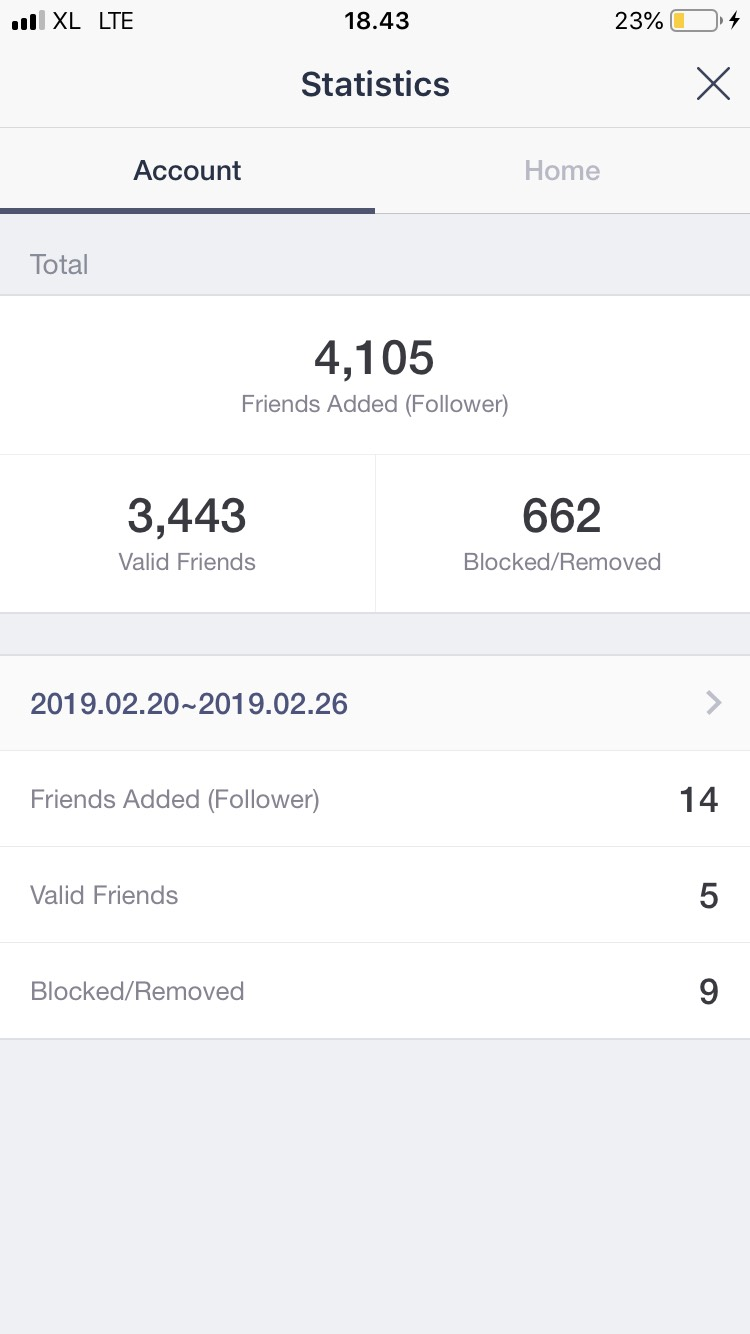 XL LTE 18.43 23%
Statistics
Account Home
Total
4,105
Friends Added (Follower)
3,443 662
Valid Friends Blocked/Removed
2019.02.20~2019.02.26
Friends Added (Follower) 14
Valid Friends 5
Blocked/Removed 9